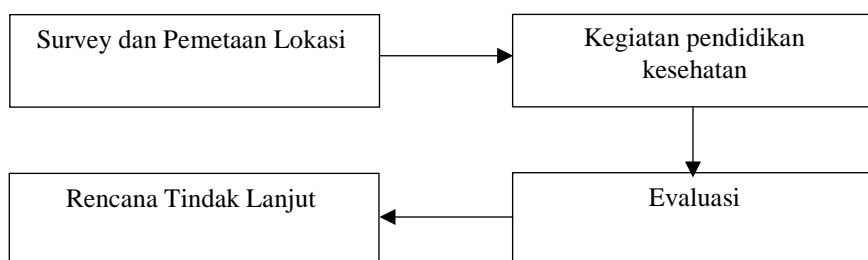 Survey dan Pemetaan Lokasi
Kegiatan pendidikan
kesehatan
Evaluasi
Rencana Tindak Lanjut